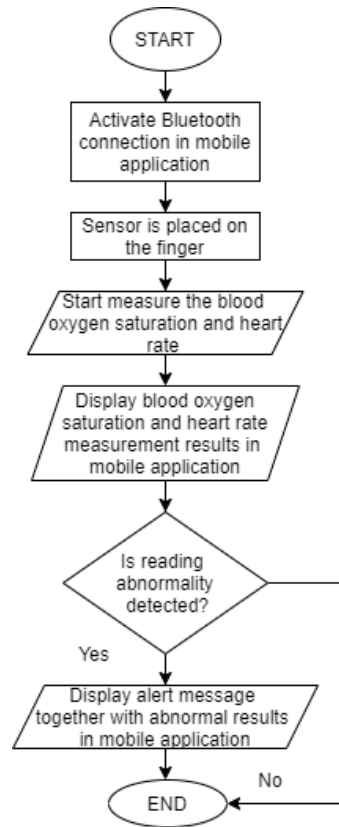 START
Activate Bluetooth
connection in mobile
application
Sensor is placed on
the finger
Start measure the blood
oxygen saturation and heart
rate
Display blood oxygen
saturation and heart rate
measurement results in
mobile application
Is reading
abnormality
detected?
Yes
Display alert message
together with abnormal results
in mobile application
No
END